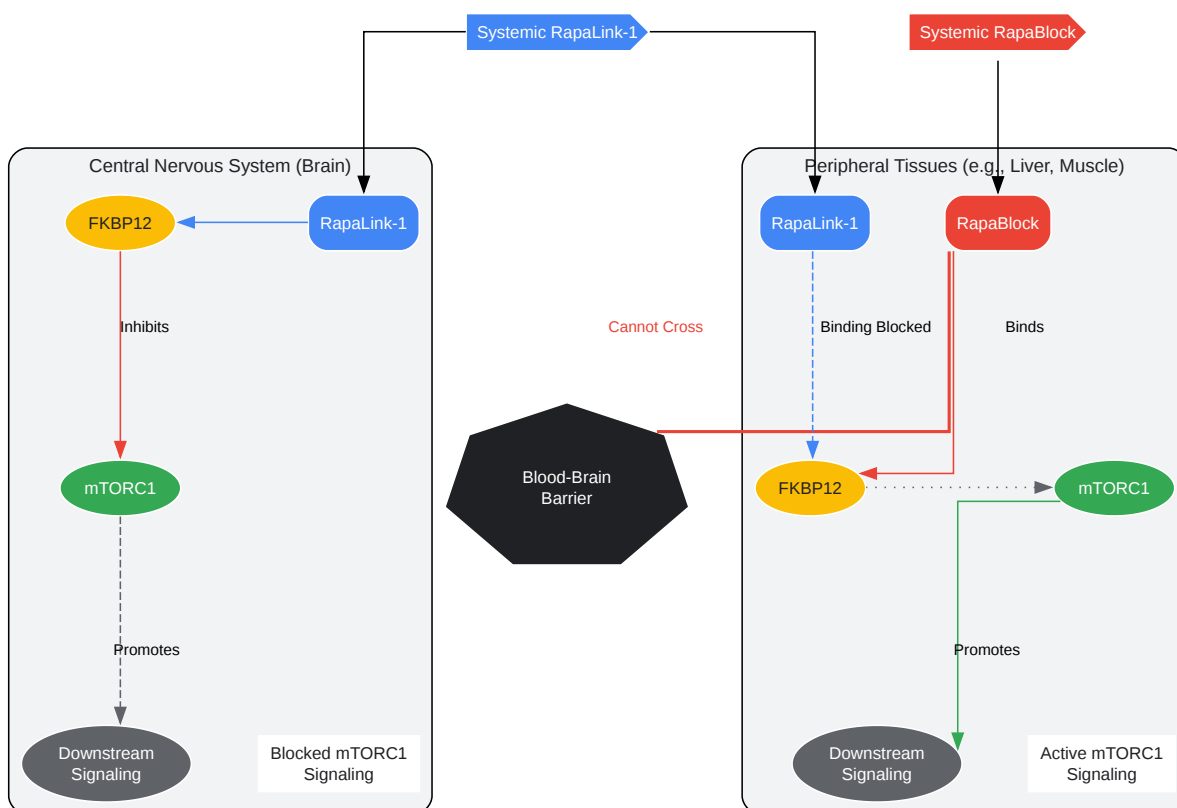 Systemic RapaLink-1
Systemic RapaBlock
Central Nervous System (Brain)
Peripheral Tissues (e.g., Liver, Muscle)
FKBP12
RapaLink-1
RapaLink-1
RapaBlock
Inhibits
Cannot Cross
Binding Blocked
Binds
Blood-Brain
Barrier
mTORC1
FKBP12
mTORC1
Promotes
Promotes
Downstream
Signaling
Blocked mTORC1
Signaling
Downstream
Signaling
Active mTORC1
Signaling